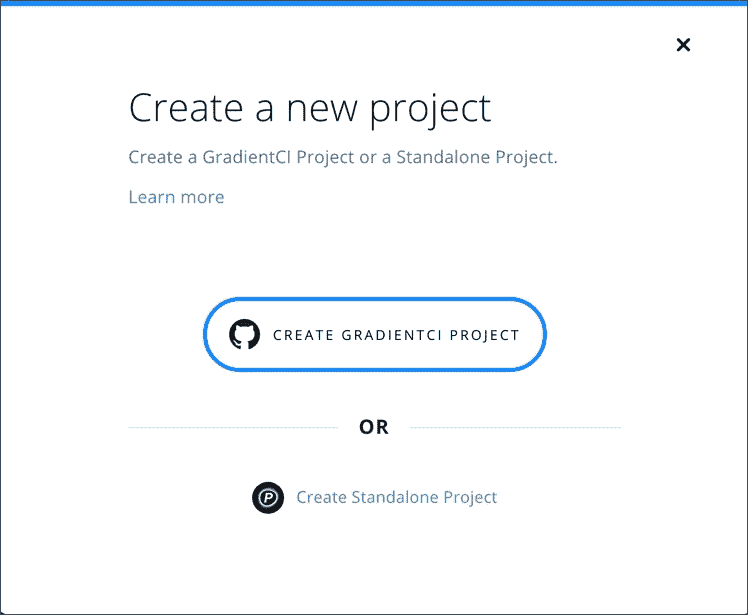 Create a new project
Create a GradientCI Project or a Standalone Project.
Learn more
CREATE GRADIENTCI PROJECT
OR
P
Create Standalone Project